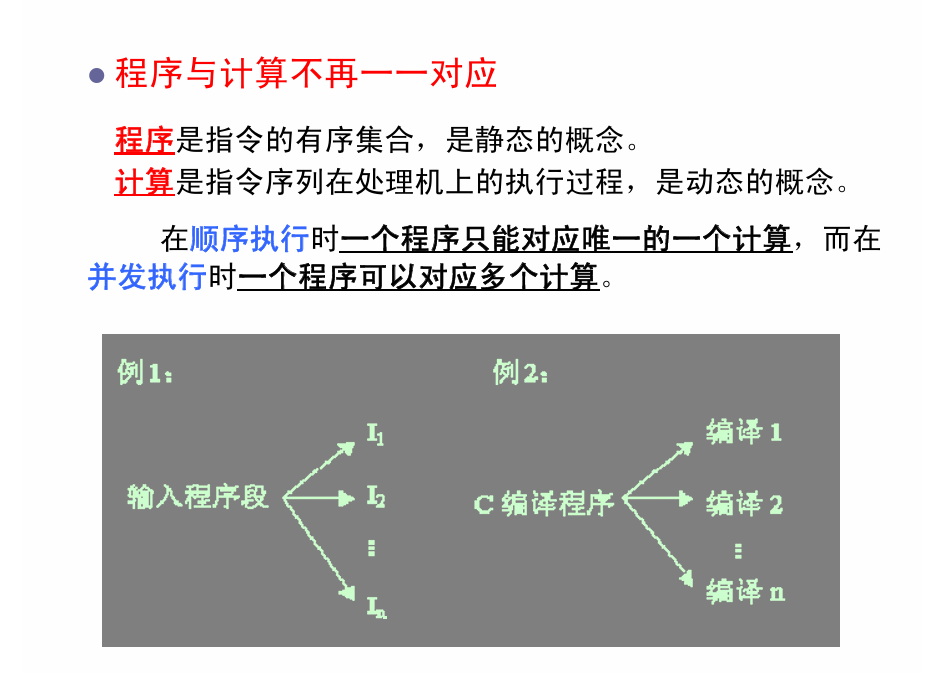 ● 程序与计算不再一一对应
程序是指令的有序集合，是静态的概念。
计算是指令序列在处理机上的执行过程，是动态的概念。
在顺序执行时一个程序只能对应唯一的一个计算，而在
并发执行时一个程序可以对应多个计算。
例1：
输入程序段
I1
I2
⋮
In
例2：
C 编译程序
编译 1
编译 2
⋮
编译 n